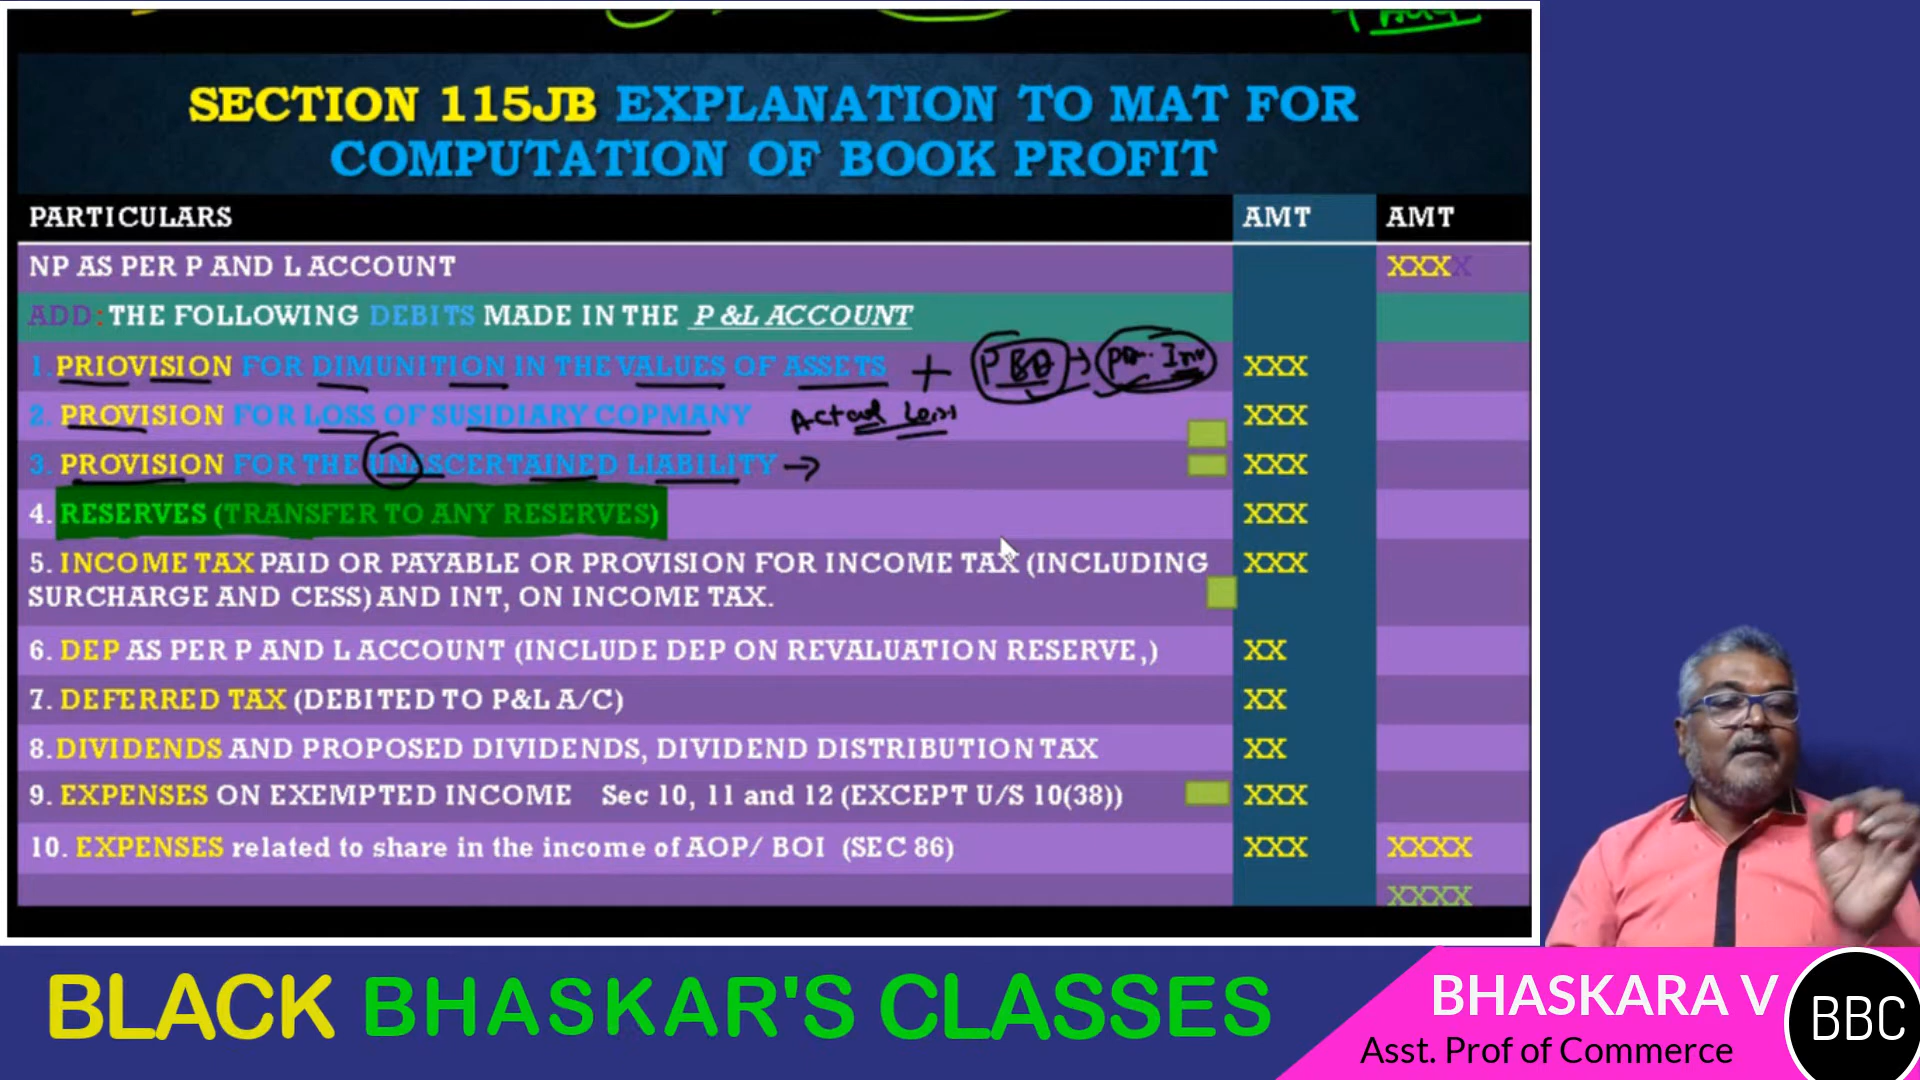 SECTION 115JB EXPLANATION TO MAT FOR
COMPUTATION OF BOOK PROFIT
PARTICULARS AMT AMT
NP AS PER P AND L ACCOUNT XXXX
ADD: THE FOLLOWING DEBITS MADE IN THE P &L ACCOUNT
1. PRIOVISION FOR DIMUNITION IN THE VALUES OF ASSETS + PBD → Inv XXX
2. PROVISION FOR LOSS OF SUSIDIARY COPMANY Actual Loss XXX
3. PROVISION FOR THE UNASCERTAINED LIABILITY → XXX
4. RESERVES (TRANSFER TO ANY RESERVES) XXX
5. INCOME TAX PAID OR PAYABLE OR PROVISION FOR INCOME TAX (INCLUDING XXX
SURCHARGE AND CESS) AND INT, ON INCOME TAX.
6. DEP AS PER P AND L ACCOUNT (INCLUDE DEP ON REVALUATION RESERVE,) XX
7. DEFERRED TAX (DEBITED TO P&L A/C) XX
8.DIVIDENDS AND PROPOSED DIVIDENDS, DIVIDEND DISTRIBUTION TAX XX
9. EXPENSES ON EXEMPTED INCOME Sec 10, 11 and 12 (EXCEPT U/S 10(38)) XXX
10. EXPENSES related to share in the income of AOP/ BOI (SEC 86) XXX XXXX
XXXX
BLACK BHASKAR'S CLASSES
BHASKARA V
Asst. Prof of Commerce
BBC